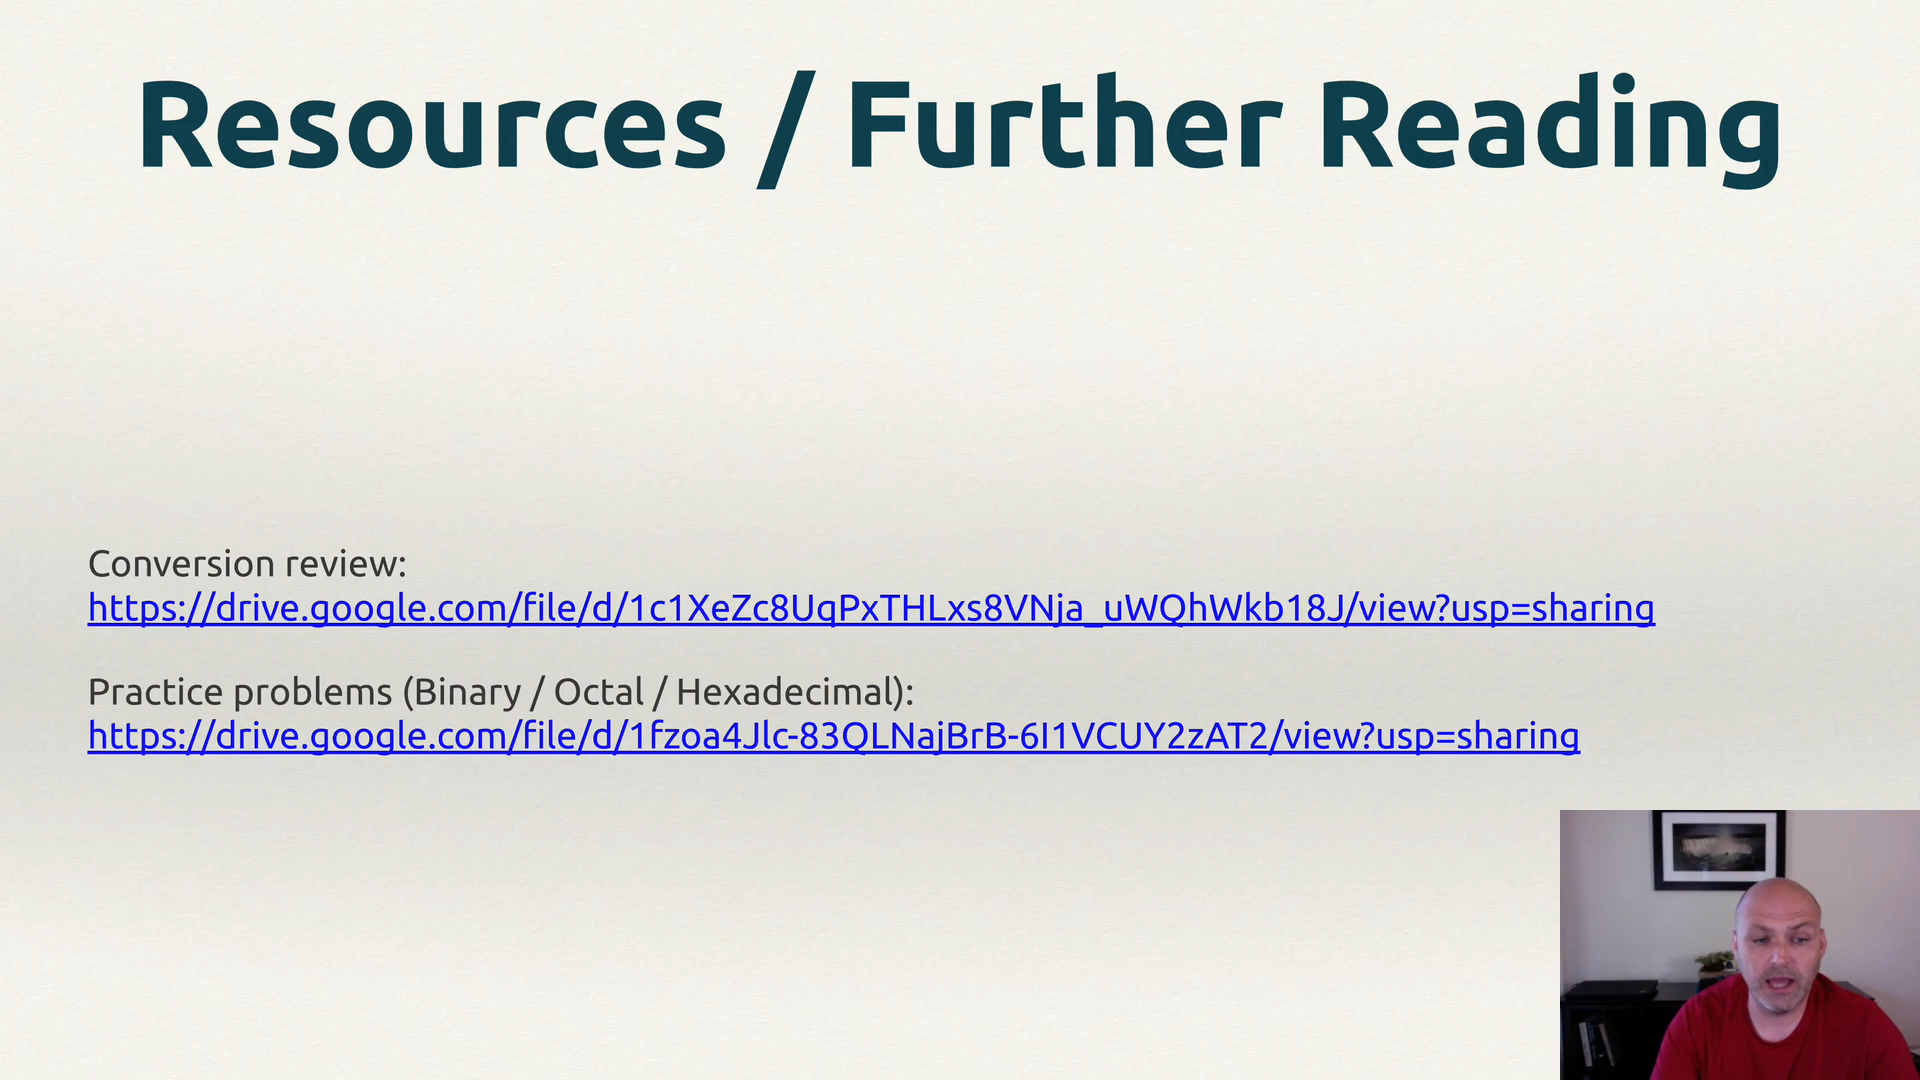 Resources / Further Reading
Conversion review:
https://drive.google.com/file/d/1c1XeZc8UqPxTHLxs8VNja_uWQhWkb18J/view?usp=sharing
Practice problems (Binary / Octal / Hexadecimal):
https://drive.google.com/file/d/1fzoa4Jlc-83QLNajBrB-6I1VCUY2zAT2/view?usp=sharing